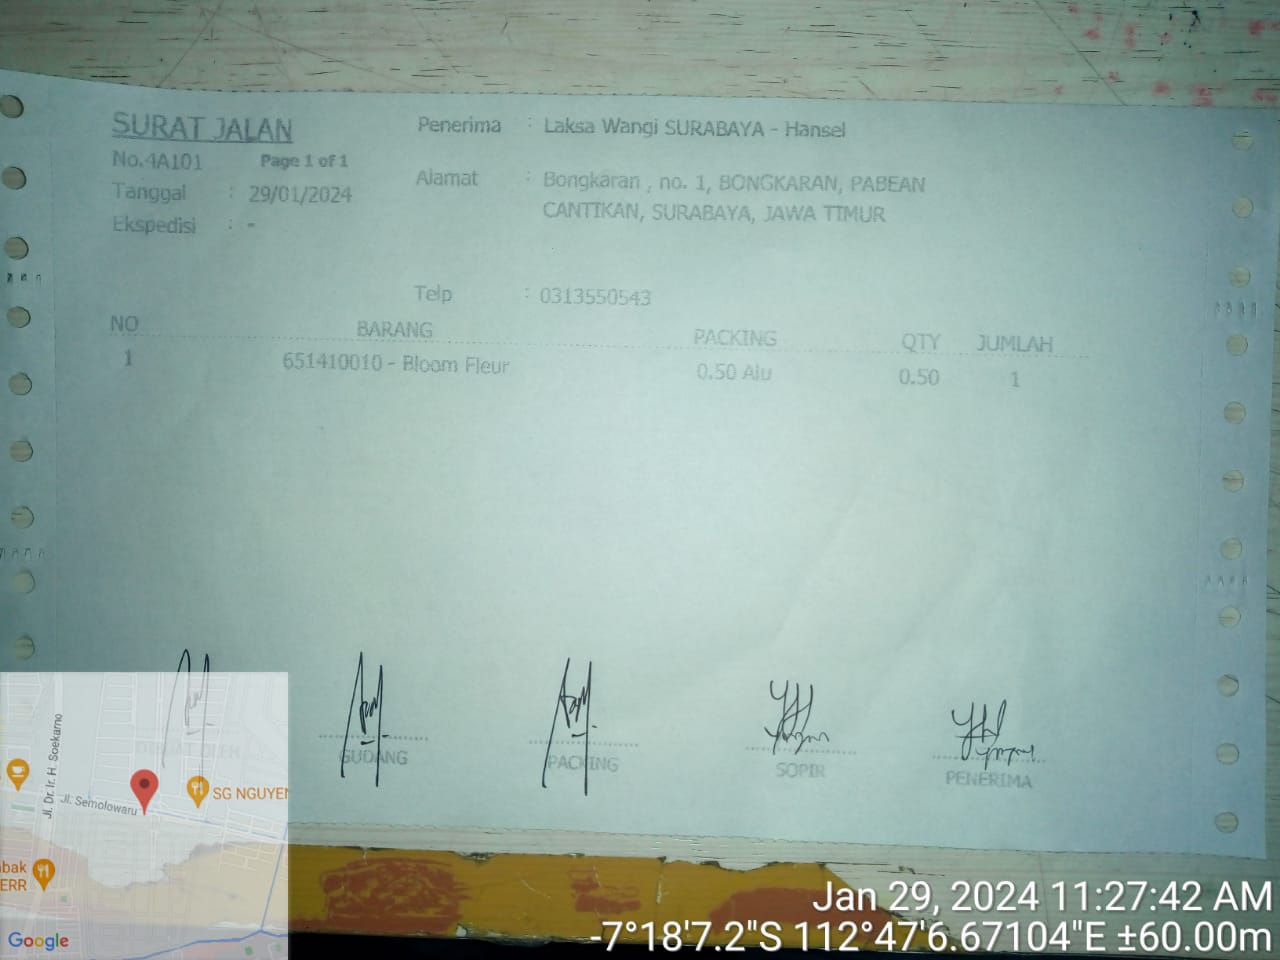 SURAT JALAN
No.4A101 Page 1 of 1
Tanggal : 29/01/2024
Ekspedisi : -
Penerima : Laksa Wangi SURABAYA - Hansel
Alamat : Bongkaran , no. 1, BONGKARAN, PABEAN
CANTIKAN, SURABAYA, JAWA TIMUR
Telp : 0313550543
NO BARANG PACKING QTY JUMLAH
1 651410010 - Bloom Fleur 0.50 Alu 0.50 1
DIBUAT OLEH GUDANG PACKING SOPIR PENERIMA
Jl. Dr. Ir. H. Soekarno
Jl. Semolowaru
SG NGUYEN
bak
ERR
Google
Jan 29, 2024 11:27:42 AM
-7°18'7.2"S 112°47'6.67104"E ±60.00m